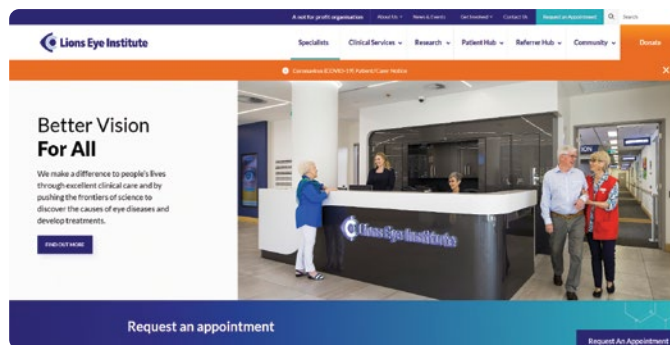 A not for profit organisation About Us News & Events Get Involved Contact Us Request an Appointment Search
Lions Eye Institute Specialists Clinical Services Research Patient Hub Referrer Hub Community Donate
Coronavirus (COVID-19) Patient/Carer Notice
Better Vision
For All
We make a difference to people's lives
through excellent clinical care and by
pushing the frontiers of science to
discover the causes of eye diseases and
develop treatments.
FIND OUT MORE
Lions Eye Institute
Request an appointment
Request An Appointment